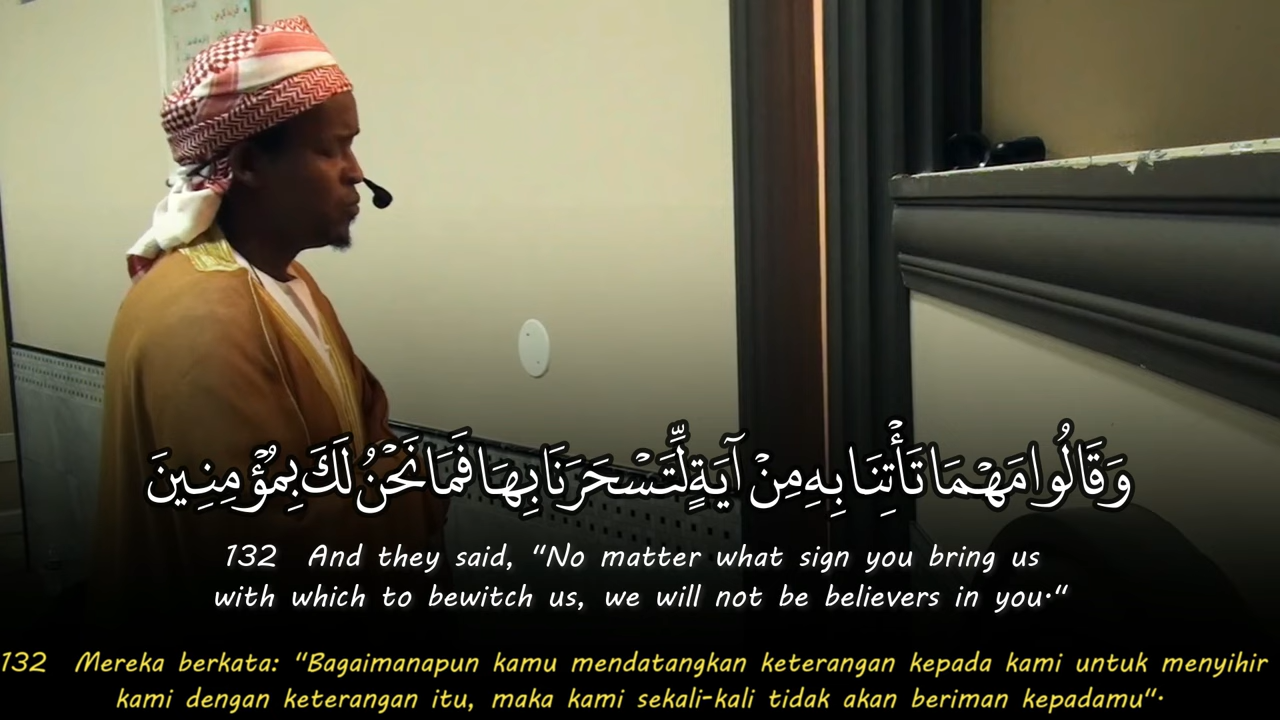 وَقَالُوا مَهْمَا تَأْتِنَا بِهِ مِنْ آيَةٍ لِّتَسْحَرَنَا بِهَا فَمَا نَحْنُ لَكَ بِمُؤْمِنِينَ
132 And they said, “No matter what sign you bring us
with which to bewitch us, we will not be believers in you.“
132 Mereka berkata: “Bagaimanapun kamu mendatangkan keterangan kepada kami untuk menyihir
kami dengan keterangan itu, maka kami sekali-kali tidak akan beriman kepadamu“.